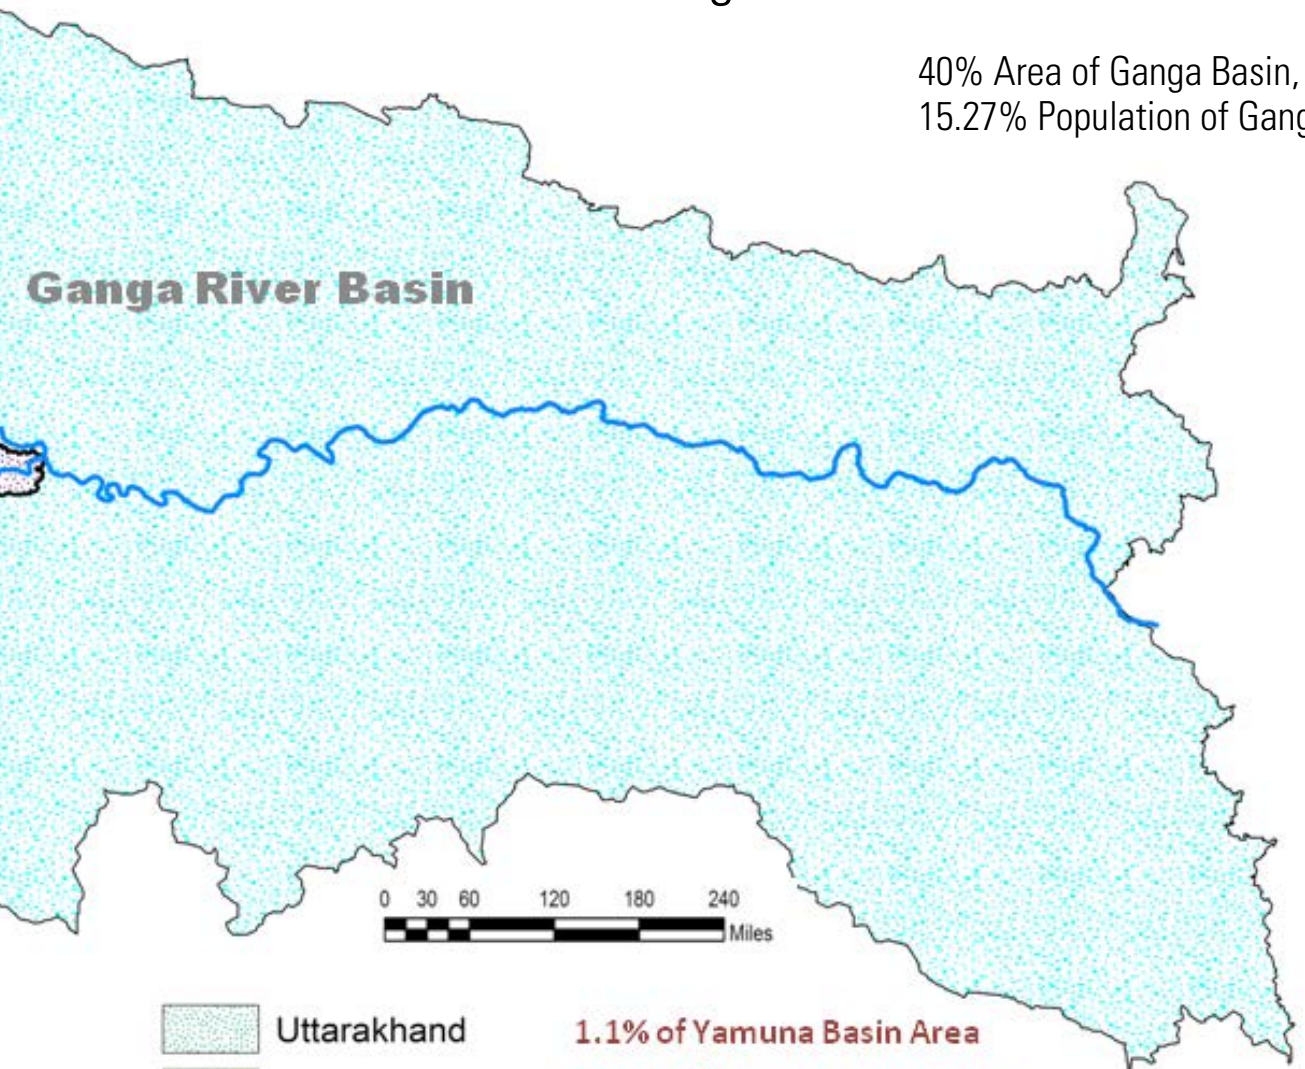 40% Area of Ganga Basin,
15.27% Population of
Ganga River Basin
0 30 60 120 180 240
Miles
Uttarakhand
1.1% of Yamuna Basin Area